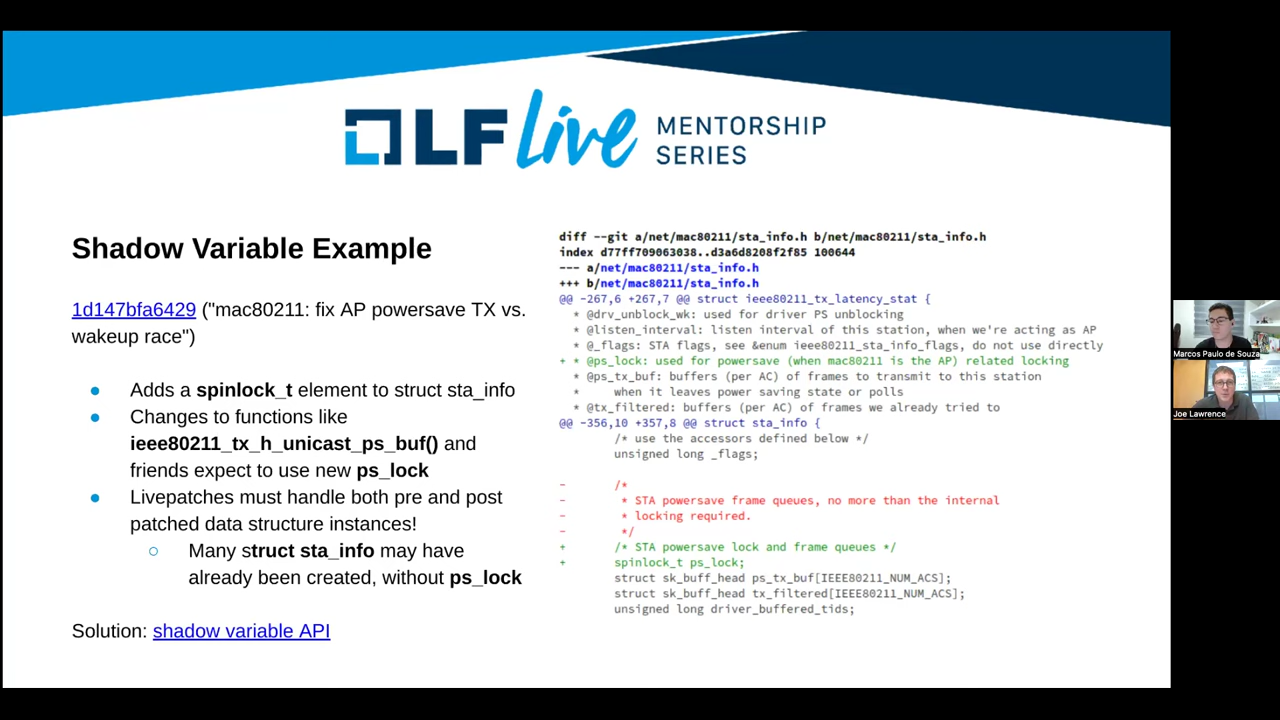 LF Live MENTORSHIP
SERIES
Shadow Variable Example
1d147bfa6429 ("mac80211: fix AP powersave TX vs.
wakeup race")
● Adds a spinlock_t element to struct sta_info
● Changes to functions like
ieee80211_tx_h_unicast_ps_buf() and
friends expect to use new ps_lock
● Livepatches must handle both pre and post
patched data structure instances!
○ Many struct sta_info may have
already been created, without ps_lock
Solution: shadow variable API
diff --git a/net/mac80211/sta_info.h b/net/mac80211/sta_info.h
index d77ff709063038..d3a6d8208f2f85 100644
--- a/net/mac80211/sta_info.h
+++ b/net/mac80211/sta_info.h
@@ -267,6 +267,7 @@ struct ieee80211_tx_latency_stat {
* @drv_unblock_wk: used for driver PS unblocking
* @listen_interval: listen interval of this station, when we're acting as AP
* @_flags: STA flags, see &enum ieee80211_sta_info_flags, do not use directly
+ * @ps_lock: used for powersave (when mac80211 is the AP) related locking
* @ps_tx_buf: buffers (per AC) of frames to transmit to this station
* when it leaves power saving state or polls
* @tx_filtered: buffers (per AC) of frames we already tried to
@@ -356,10 +357,8 @@ struct sta_info {
/* use the accessors defined below */
unsigned long _flags;
- /*
- * STA powersave frame queues, no more than the internal
- * locking required.
- */
+ /* STA powersave lock and frame queues */
+ spinlock_t ps_lock;
struct sk_buff_head ps_tx_buf[IEEE80211_NUM_ACS];
struct sk_buff_head tx_filtered[IEEE80211_NUM_ACS];
unsigned long driver_buffered_tids;
Marcos Paulo de Souza
Joe Lawrence